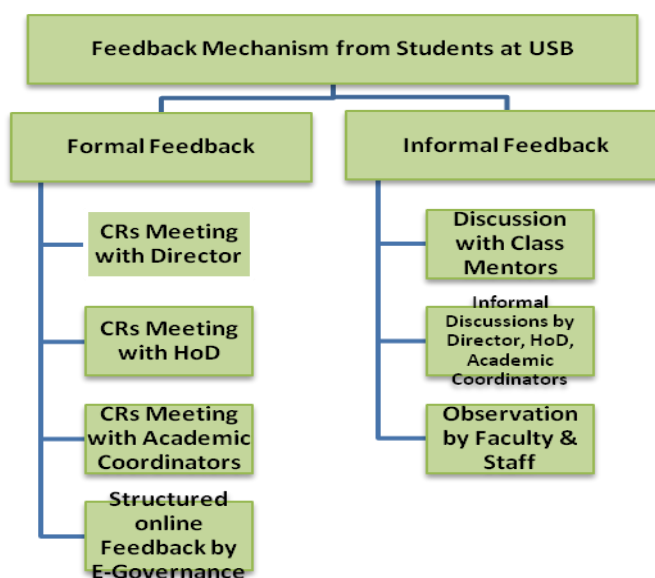 Feedback Mechanism from Students at USB
Formal Feedback
CRs Meeting
with Director
CRs Meeting
with HoD
CRs Meeting
with Academic
Coordinators
Structured
online
Feedback by
E-Governance
Informal Feedback
Discussion
with Class
Mentors
Informal
Discussions by
Director, HoD,
Academic
Coordinators
Observation
by Faculty &
Staff